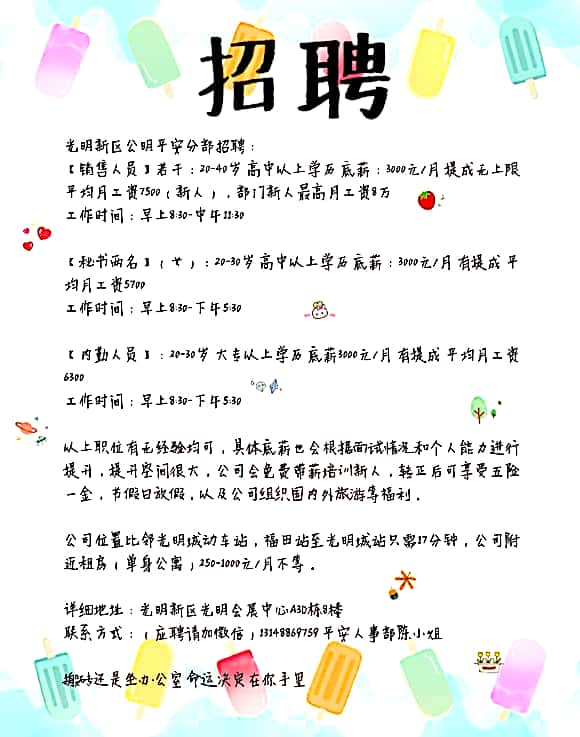 招聘
光明新区公明平安分部招聘:
【销售人员】若干:20-40岁高中以上学历底薪:3000元/月提成无上限
平均月工资7500(新人),部门新人最高月工资8万
工作时间:早上8:30-中午11:30
【秘书两名】(女):20-30岁高中以上学历底薪:3000元/月有提成平
均月工资5700
工作时间:早上8:30-下午5:30
【内勤人员】:20-30岁大专以上学历底薪3000元/月有提成平均月工资
6300
工作时间:早上8:30-下午5:30
以上职位有无经验均可,具体底薪也会根据面试情况和个人能力进行
提升,提升空间很大,公司会免费带薪培训新人,转正后可享受五险
一金,节假日放假,以及公司组织国内外旅游等福利.
公司位置比邻光明城动车站,福田站至光明城站只需17分钟,公司附
近租房(单身公寓)250-1000元/月不等.
详细地址:光明新区光明会展中心A3D栋8楼
联系方式:(应聘请加微信)13148869759平安人事部陈小姐
搬砖还是坐办公室命运决定在你手里